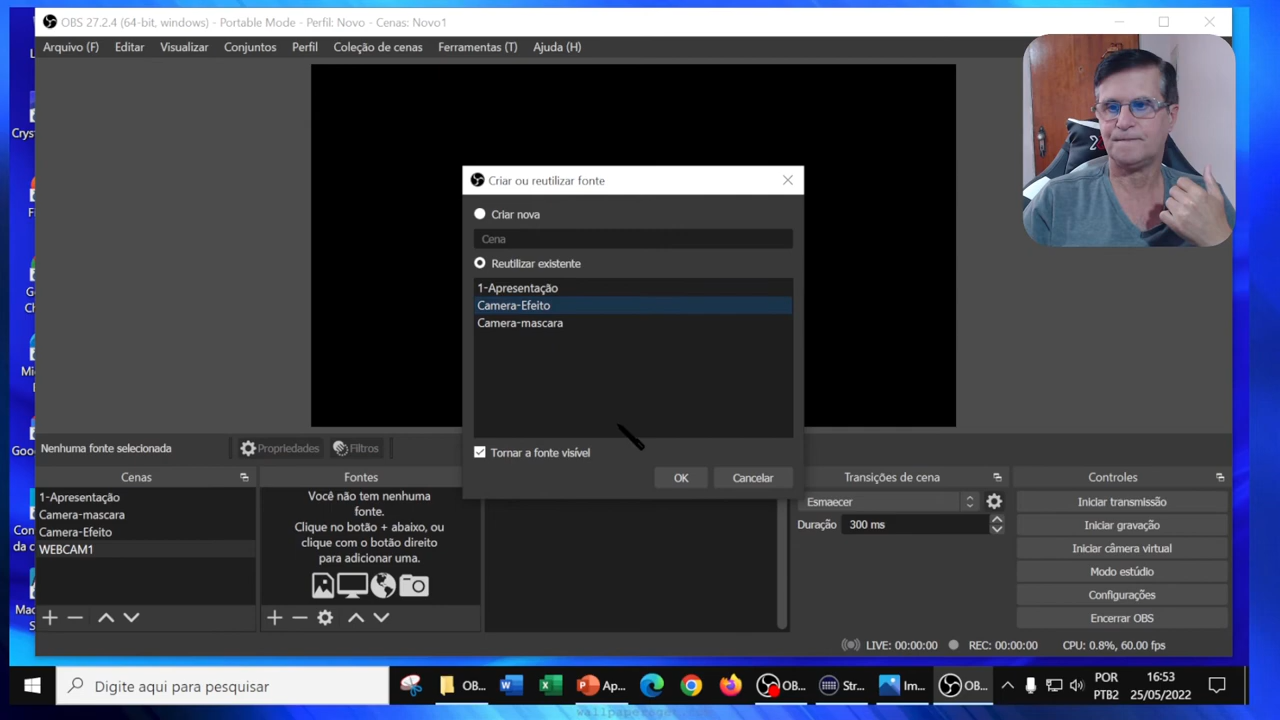 OBS 27.2.4 (64-bit, windows) - Portable Mode - Perfil: Novo - Cenas: Novo1
Arquivo (F) Editar Visualizar Conjuntos Perfil Coleção de cenas Ferramentas (T) Ajuda (H)
Criar ou reutilizar fonte
Criar nova
Cena
Reutilizar existente
1-Apresentação
Camera-Efeito
Camera-mascara
Tornar a fonte visível
OK Cancelar
Nenhuma fonte selecionada Propriedades Filtros
Cenas
1-Apresentação
Camera-mascara
Camera-Efeito
WEBCAM1
Fontes
Você não tem nenhuma
fonte.
Clique no botão + abaixo, ou
clique com o botão direito
para adicionar uma.
Transições de cena
Esmaecer
Duração 300 ms
Controles
Iniciar transmissão
Iniciar gravação
Iniciar câmera virtual
Modo estúdio
Configurações
Encerrar OBS
LIVE: 00:00:00 REC: 00:00:00 CPU: 0.8%, 60.00 fps
Digite aqui para pesquisar
OB... Ap... OB... Str... Im... OB...
POR
PTB2
16:53
25/05/2022